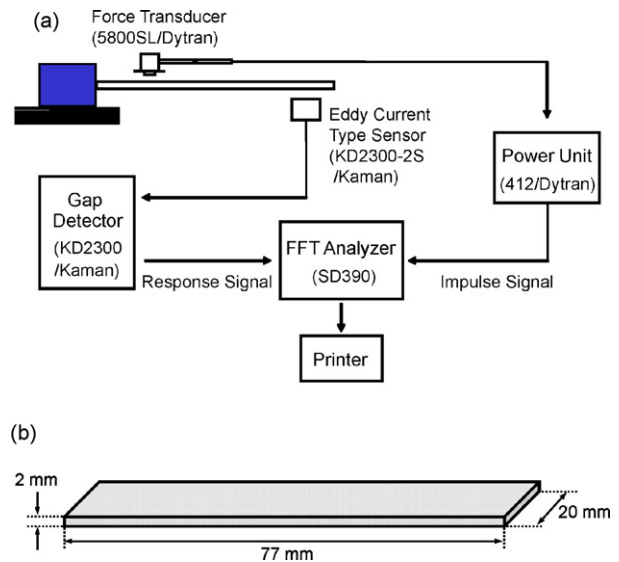 (a)
Force Transducer
(5800SL/Dytran)
Eddy Current
Type Sensor
(KD2300-2S
/Kaman)
Power Unit
(412/Dytran)
Gap
Detector
(KD2300
/Kaman)
Response Signal
FFT Analyzer
(SD390)
Impulse Signal
Printer
(b)
2 mm
20 mm
77 mm